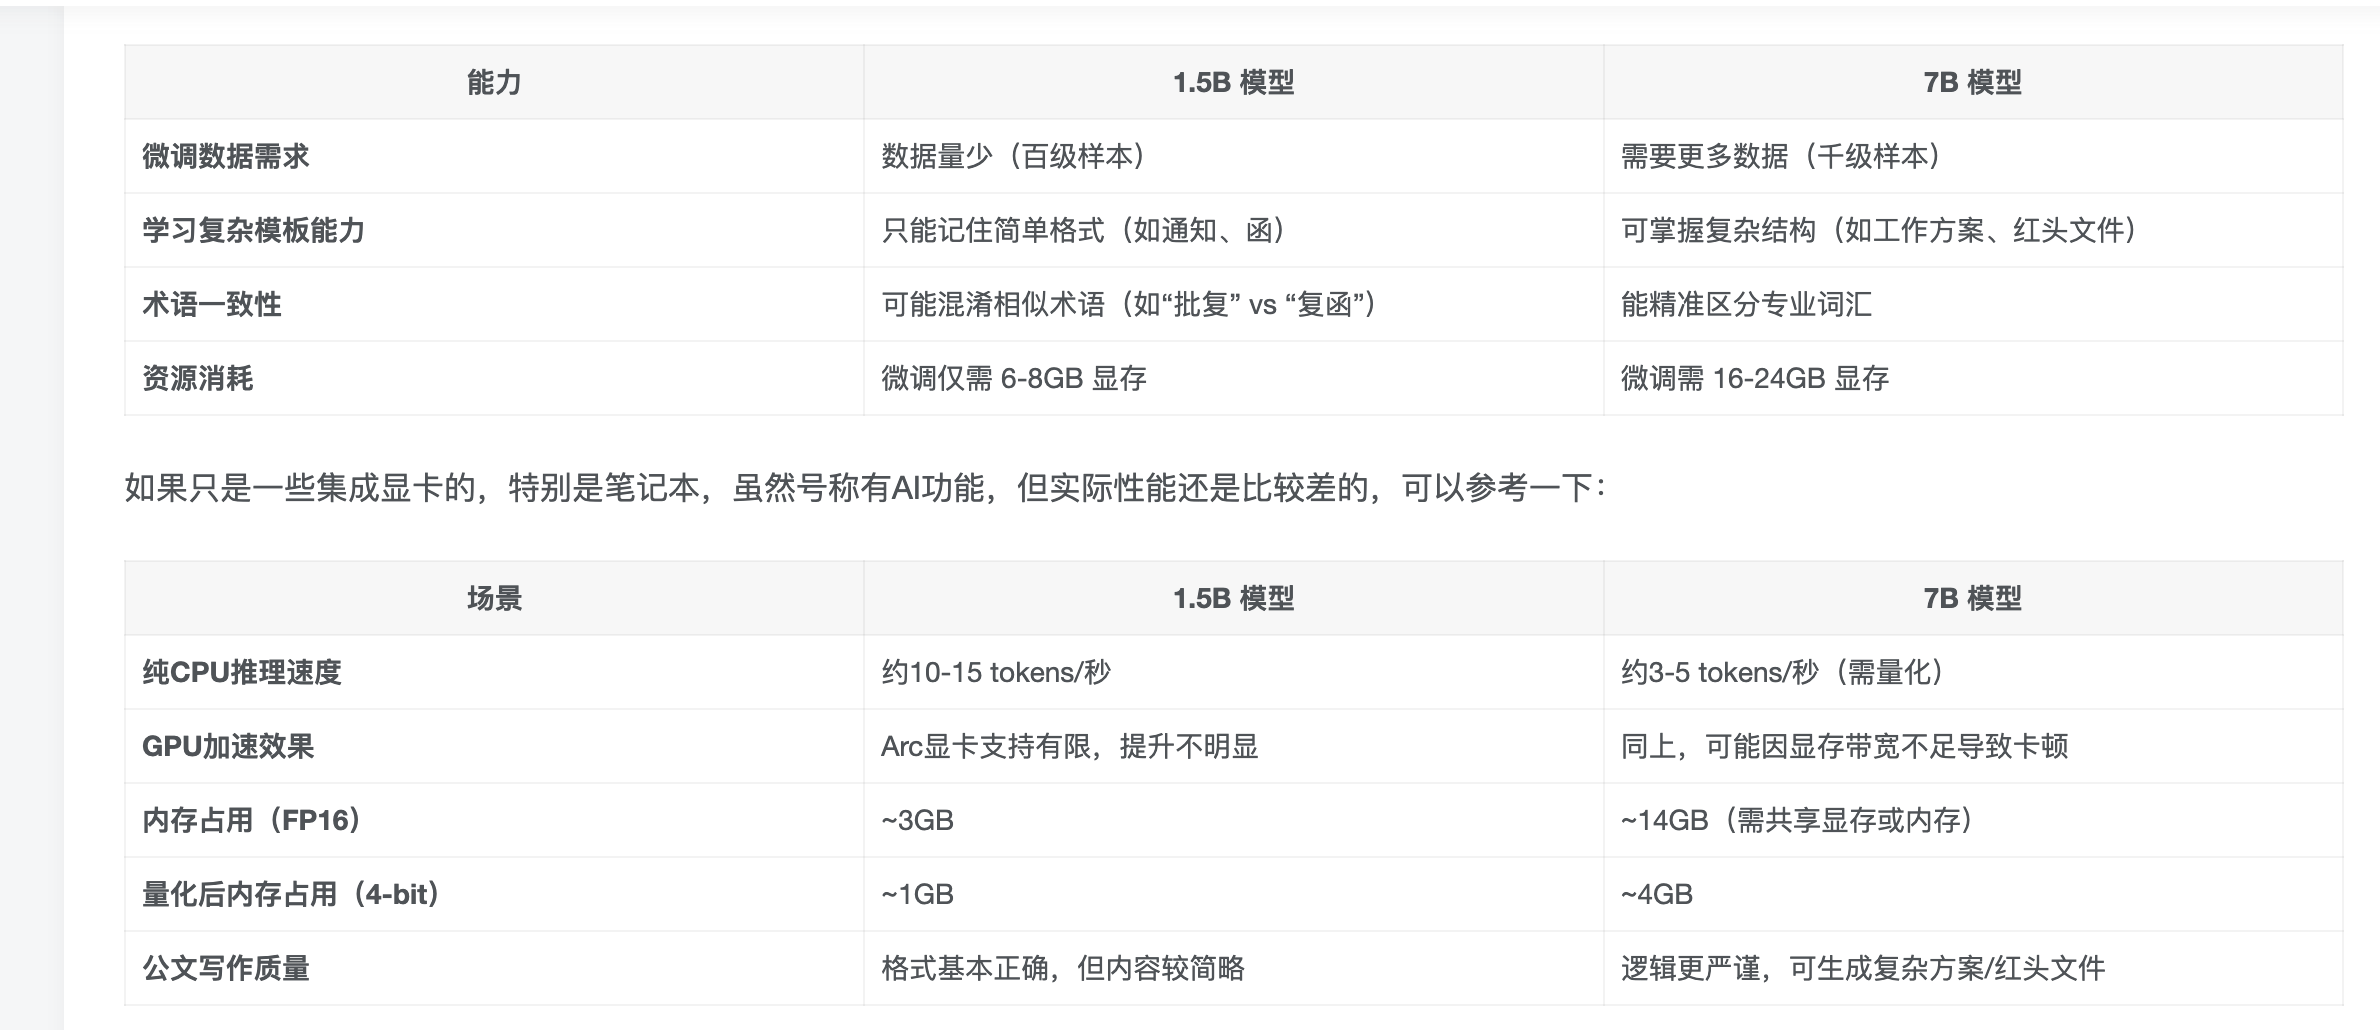 能力 1.5B 模型 7B 模型
微调数据需求 数据量少（百级样本） 需要更多数据（千级样本）
学习复杂模板能力 只能记住简单格式（如通知、函） 可掌握复杂结构（如工作方案、红头文件）
术语一致性 可能混淆相似术语（如“批复” vs “复函”） 能精准区分专业词汇
资源消耗 微调仅需 6-8GB 显存 微调需 16-24GB 显存
如果只是一些集成显卡的，特别是笔记本，虽然号称有AI功能，但实际性能还是比较差的，可以参考一下：
场景 1.5B 模型 7B 模型
纯CPU推理速度 约10-15 tokens/秒 约3-5 tokens/秒（需量化）
GPU加速效果 Arc显卡支持有限，提升不明显 同上，可能因显存带宽不足导致卡顿
内存占用（FP16） ~3GB ~14GB（需共享显存或内存）
量化后内存占用（4-bit） ~1GB ~4GB
公文写作质量 格式基本正确，但内容较简略 逻辑更严谨，可生成复杂方案/红头文件